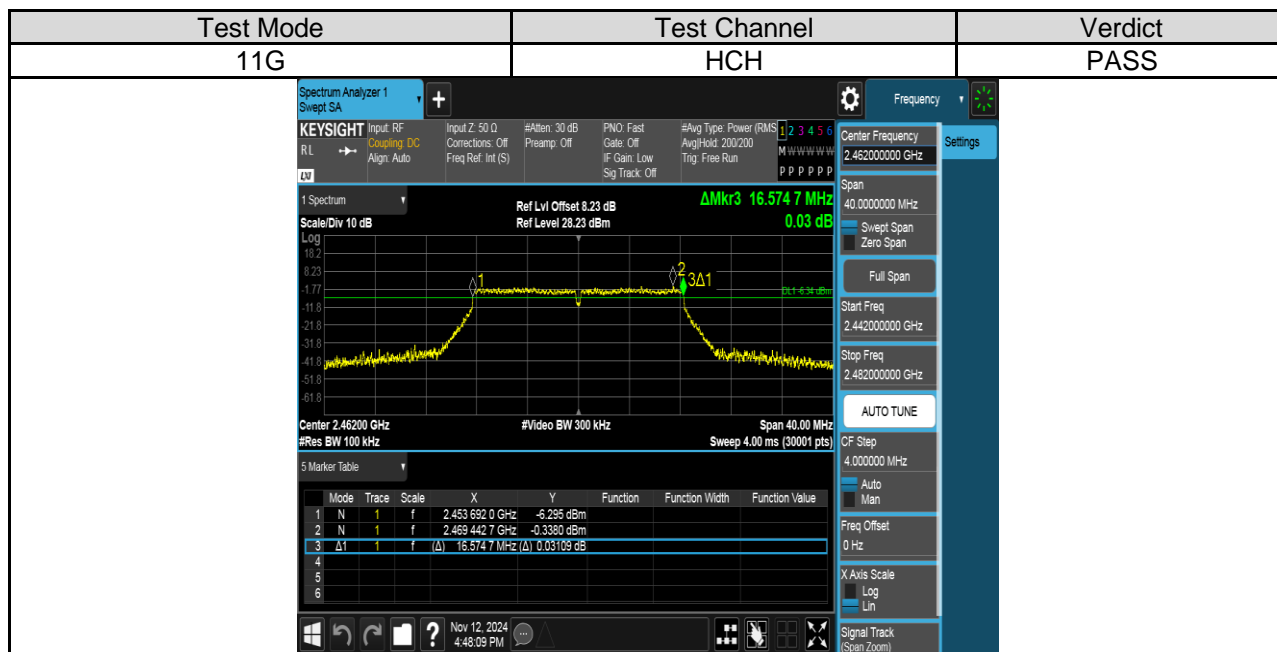 Test Mode Test Channel Verdict
11G HCH PASS
Spectrum Analyzer 1
Swept SA
+
Frequency
KEYSIGHT
RL
LXI
Input: RF
Coupling: DC
Align: Auto
Input Z: 50 Ω
Corrections: Off
Freq Ref: Int (S)
#Atten: 30 dB
Preamp: Off
PNO: Fast
Gate: Off
IF Gain: Low
Sig Track: Off
#Avg Type: Power (RMS
Avg|Hold: 200/200
Trig: Free Run
1 2 3 4 5 6
M W W W W W
P P P P P P
Center Frequency
2.462000000 GHz
Settings
Span
40.0000000 MHz
Swept Span
Zero Span
Full Span
Start Freq
2.442000000 GHz
Stop Freq
2.482000000 GHz
AUTO TUNE
CF Step
4.000000 MHz
Auto
Man
Freq Offset
0 Hz
X Axis Scale
Log
Lin
Signal Track
(Span Zoom)
1 Spectrum
Scale/Div 10 dB
Ref Lvl Offset 8.23 dB
Ref Level 28.23 dBm
ΔMkr3 16.574 7 MHz
0.03 dB
Log
18.2
8.23
-1.77
-11.8
-21.8
-31.8
-41.8
-51.8
-61.8
1
2
3Δ1
DL1 -6.34 dBm
Center 2.46200 GHz
#Res BW 100 kHz
#Video BW 300 kHz
Span 40.00 MHz
Sweep 4.00 ms (30001 pts)
5 Marker Table
Mode Trace Scale X Y Function Function Width Function Value
1 N 1 f 2.453 692 0 GHz -6.295 dBm
2 N 1 f 2.469 442 7 GHz -0.3380 dBm
3 Δ1 1 f (Δ) 16.574 7 MHz (Δ) 0.03109 dB
4
5
6
?
Nov 12, 2024
4:48:09 PM